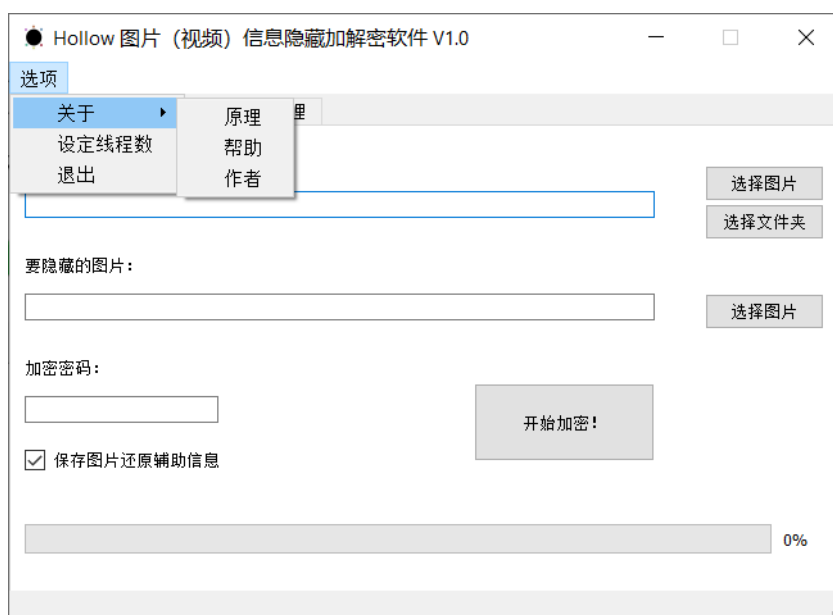 Hollow 图片（视频）信息隐藏加解密软件 V1.0
选项
关于
原理
设定线程数
帮助
退出
作者
理
选择图片
选择文件夹
要隐藏的图片：
选择图片
加密密码：
开始加密！
保存图片还原辅助信息
0%